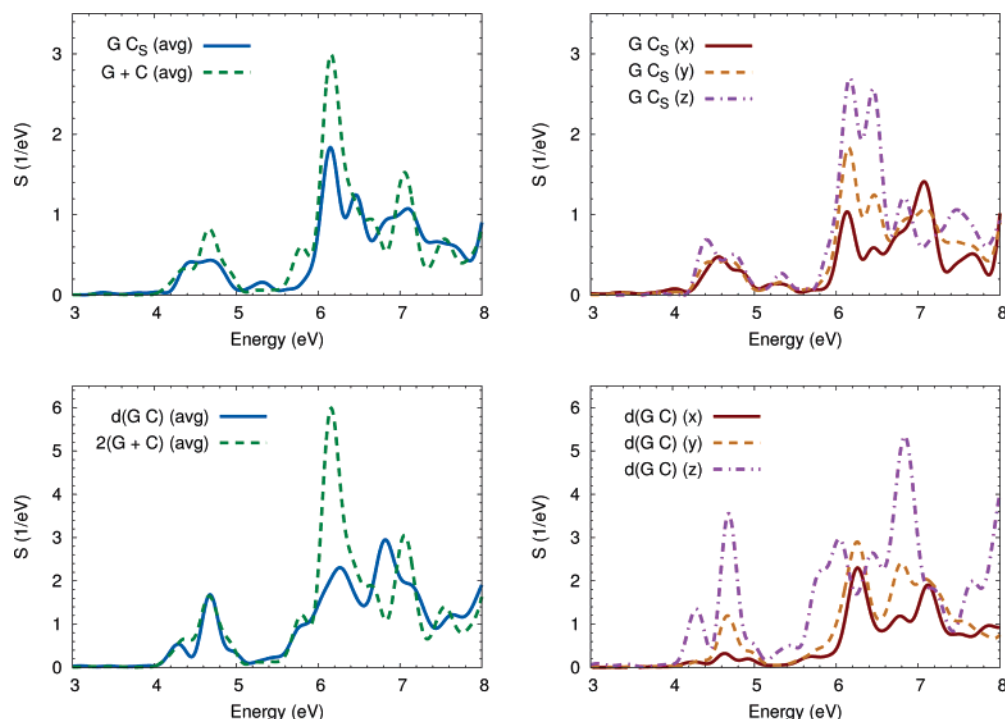 G C_S (avg)
G + C (avg)
S (1/eV)
3
2
1
0
3 4 5 6 7 8
Energy (eV)
G C_S (x)
G C_S (y)
G C_S (z)
S (1/eV)
3
2
1
0
3 4 5 6 7 8
Energy (eV)
d(G C) (avg)
2(G + C) (avg)
S (1/eV)
6
5
4
3
2
1
0
3 4 5 6 7 8
Energy (eV)
d(G C) (x)
d(G C) (y)
d(G C) (z)
S (1/eV)
6
5
4
3
2
1
0
3 4 5 6 7 8
Energy (eV)